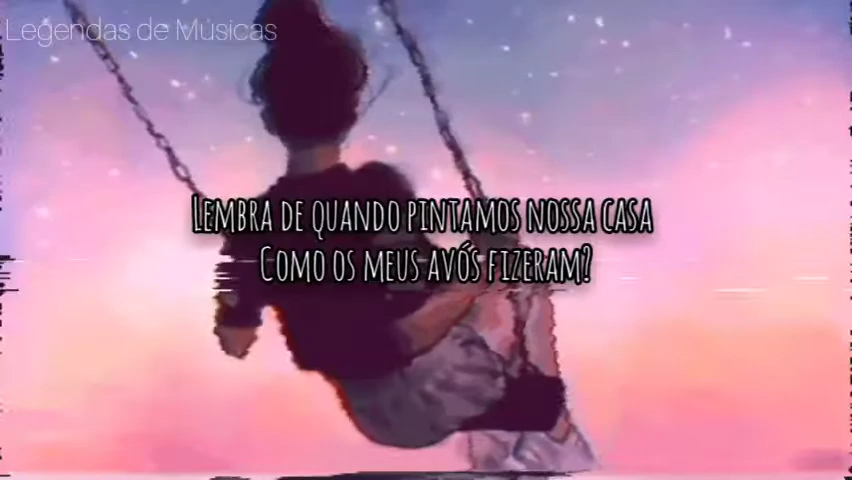 Legendas de Músicas
Lembra de quando pintamos nossa casa
Como os meus avós fizeram?